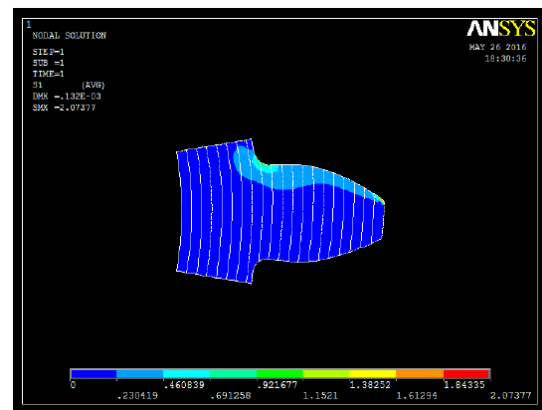 1
NODAL SOLUTION
ANSYS
STEP=1
SUB =1
TIME=1
S1 (AVG)
DMX =.132E-03
SMX =2.07377
MAY 26 2016
18:30:36
0 .460839 .921677 1.38252 1.84335
.230419 .691258 1.1521 1.61294 2.07377